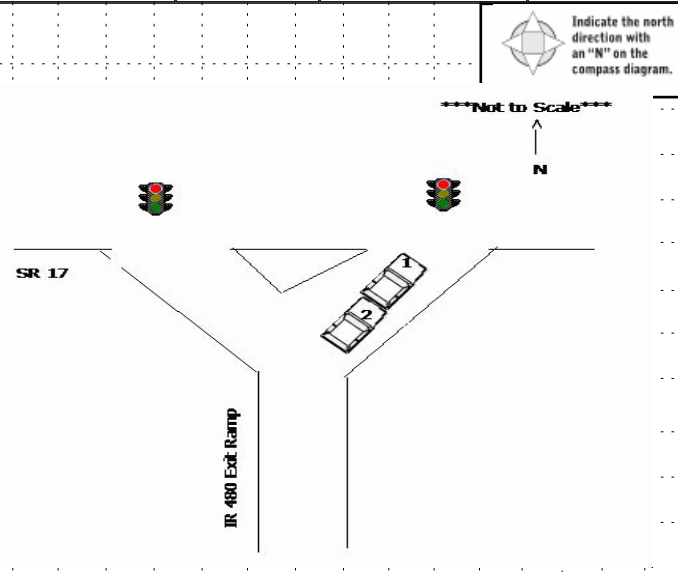 Indicate the north
direction with
an “N” on the
compass diagram.
***Not to Scale***
N
SR 17
1
2
IR 480 Exit Ramp